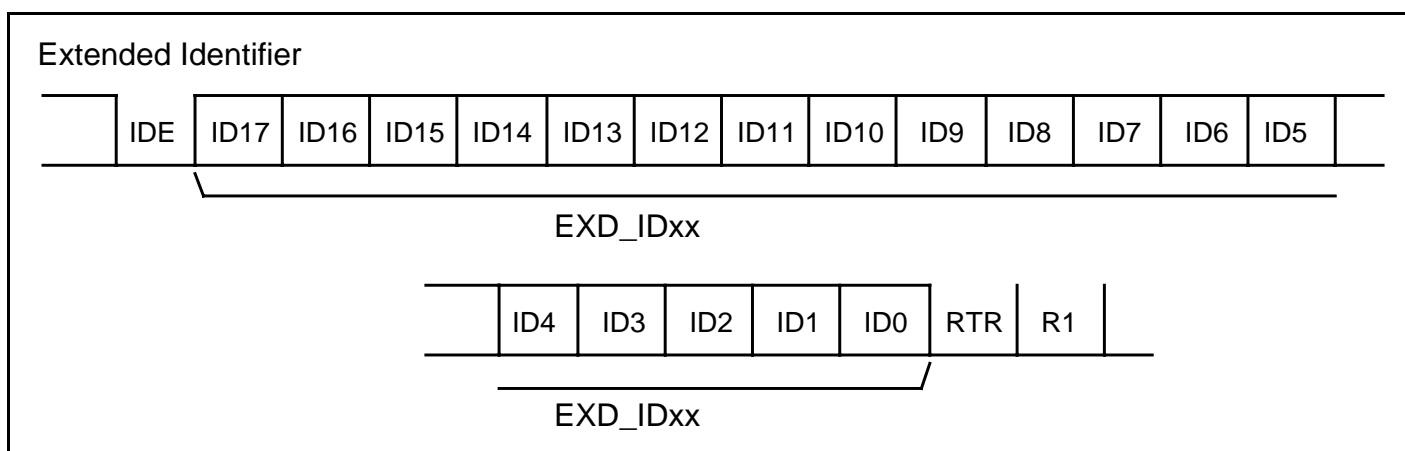 Extended Identifier
IDE ID17 ID16 ID15 ID14 ID13 ID12 ID11 ID10 ID9 ID8 ID7 ID6 ID5
EXD_IDxx
ID4 ID3 ID2 ID1 ID0 RTR R1
EXD_IDxx